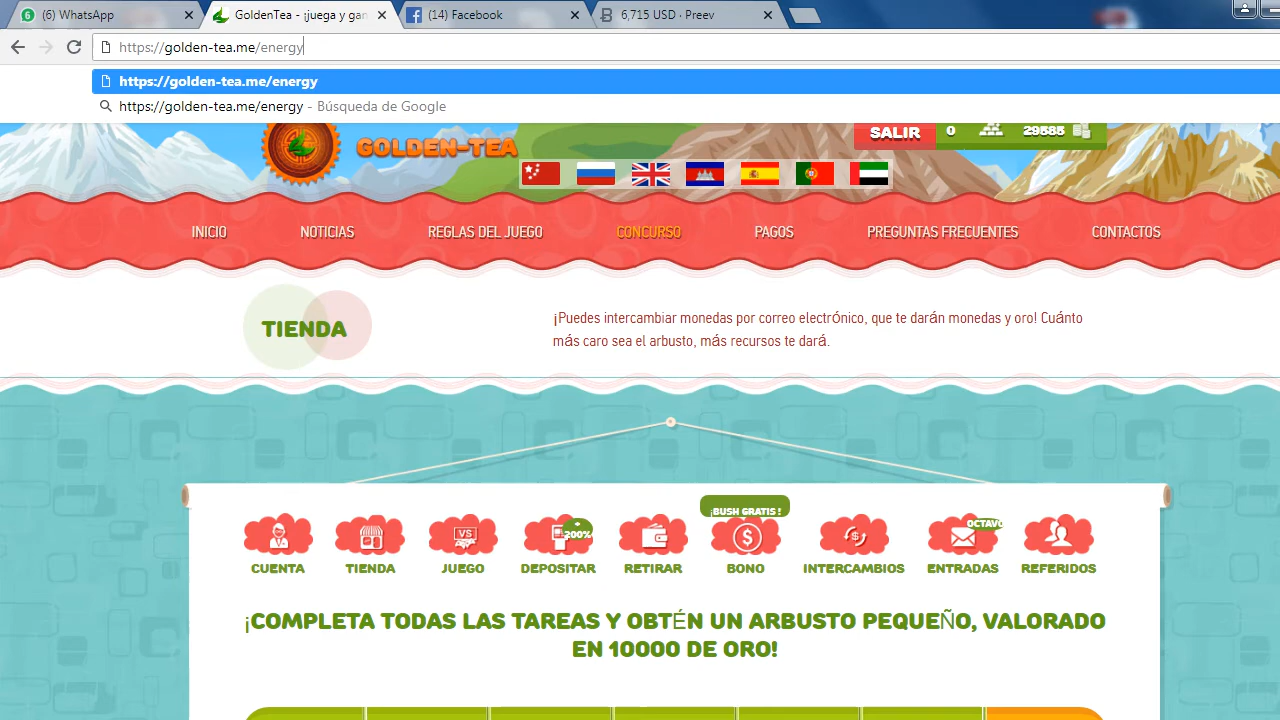 (6) WhatsApp
GoldenTea - ¡juega y gan
(14) Facebook
6,715 USD · Preev
https://golden-tea.me/energy
https://golden-tea.me/energy
https://golden-tea.me/energy - Búsqueda de Google
GOLDEN-TEA
SALIR
0
29585
INICIO
NOTICIAS
REGLAS DEL JUEGO
CONCURSO
PAGOS
PREGUNTAS FRECUENTES
CONTACTOS
TIENDA
¡Puedes intercambiar monedas por correo electrónico, que te darán monedas y oro! Cuánto
más caro sea el arbusto, más recursos te dará.
¡BUSH GRATIS !
VS
+
200%
OCTAVO
CUENTA
TIENDA
JUEGO
DEPOSITAR
RETIRAR
BONO
INTERCAMBIOS
ENTRADAS
REFERIDOS
¡COMPLETA TODAS LAS TAREAS Y OBTÉN UN ARBUSTO PEQUEÑO, VALORADO
EN 10000 DE ORO!